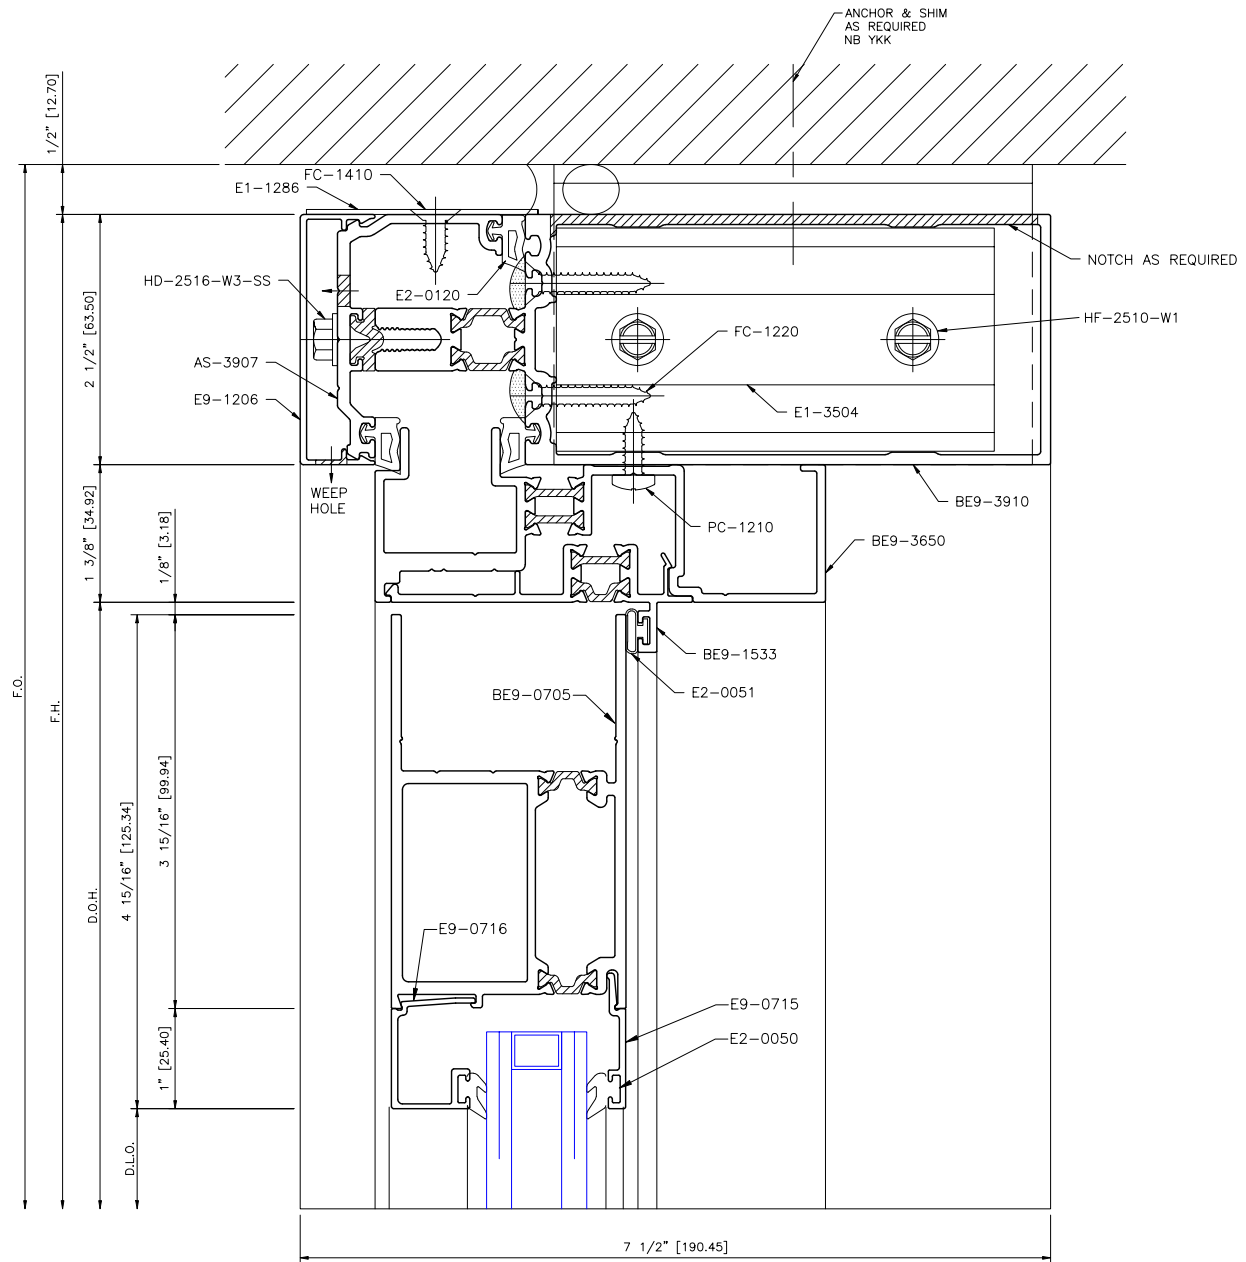 ANCHOR & SHIM
AS REQUIRED
NB YKK
1/2" [12.70]
FC-1410
E1-1286
NOTCH AS REQUIRED
HD-2516-W3-SS
E2-0120
HF-2510-W1
FC-1220
2 1/2" [63.50]
AS-3907
E9-1206
E1-3504
WEEP
HOLE
BE9-3910
PC-1210
1 3/8" [34.92]
1/8" [3.18]
BE9-3650
BE9-1533
E2-0051
BE9-0705
F.O.
F.H.
D.O.H.
4 15/16" [125.34]
3 15/16" [99.94]
E9-0716
E9-0715
E2-0050
1" [25.40]
D.L.O.
7 1/2" [190.45]